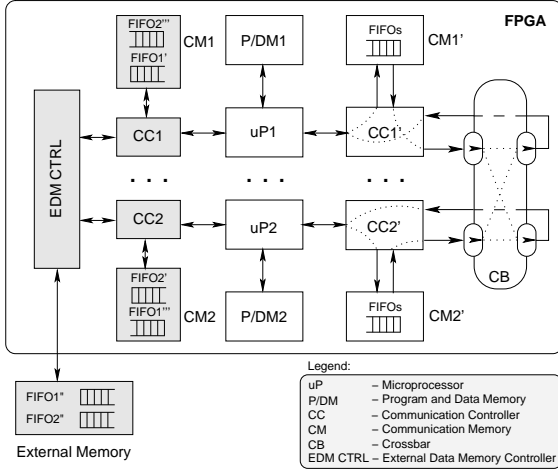 FPGA
FIFO2'''
FIFO1'
CM1
P/DM1
FIFOs
CM1'
EDM CTRL
CC1
uP1
CC1'
. . .
. . .
. . .
CC2
uP2
CC2'
CB
FIFO2'
FIFO1'''
CM2
P/DM2
FIFOs
CM2'
FIFO1"
FIFO2"
External Memory
Legend:
uP – Microprocessor
P/DM – Program and Data Memory
CC – Communication Controller
CM – Communication Memory
CB – Crossbar
EDM CTRL – External Data Memory Controller